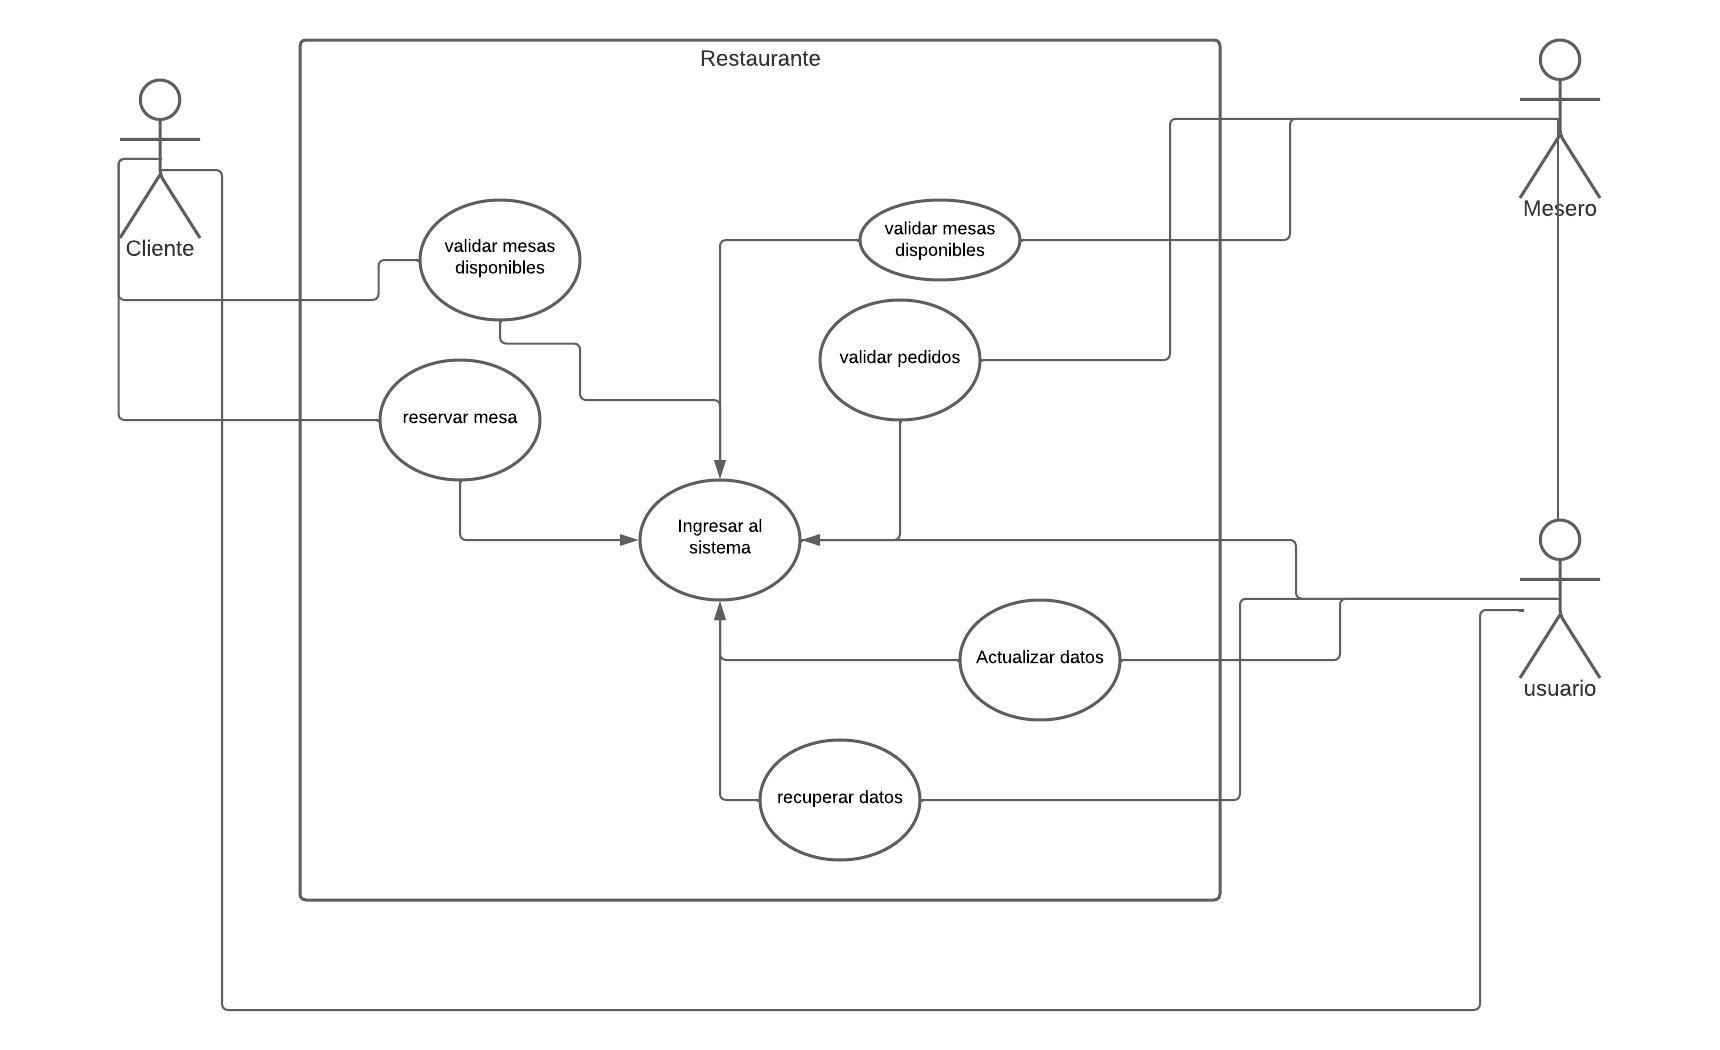 Restaurante
Cliente
Mesero
validar mesas
disponibles
validar mesas
disponibles
validar pedidos
reservar mesa
Ingresar al
sistema
Actualizar datos
usuario
recuperar datos